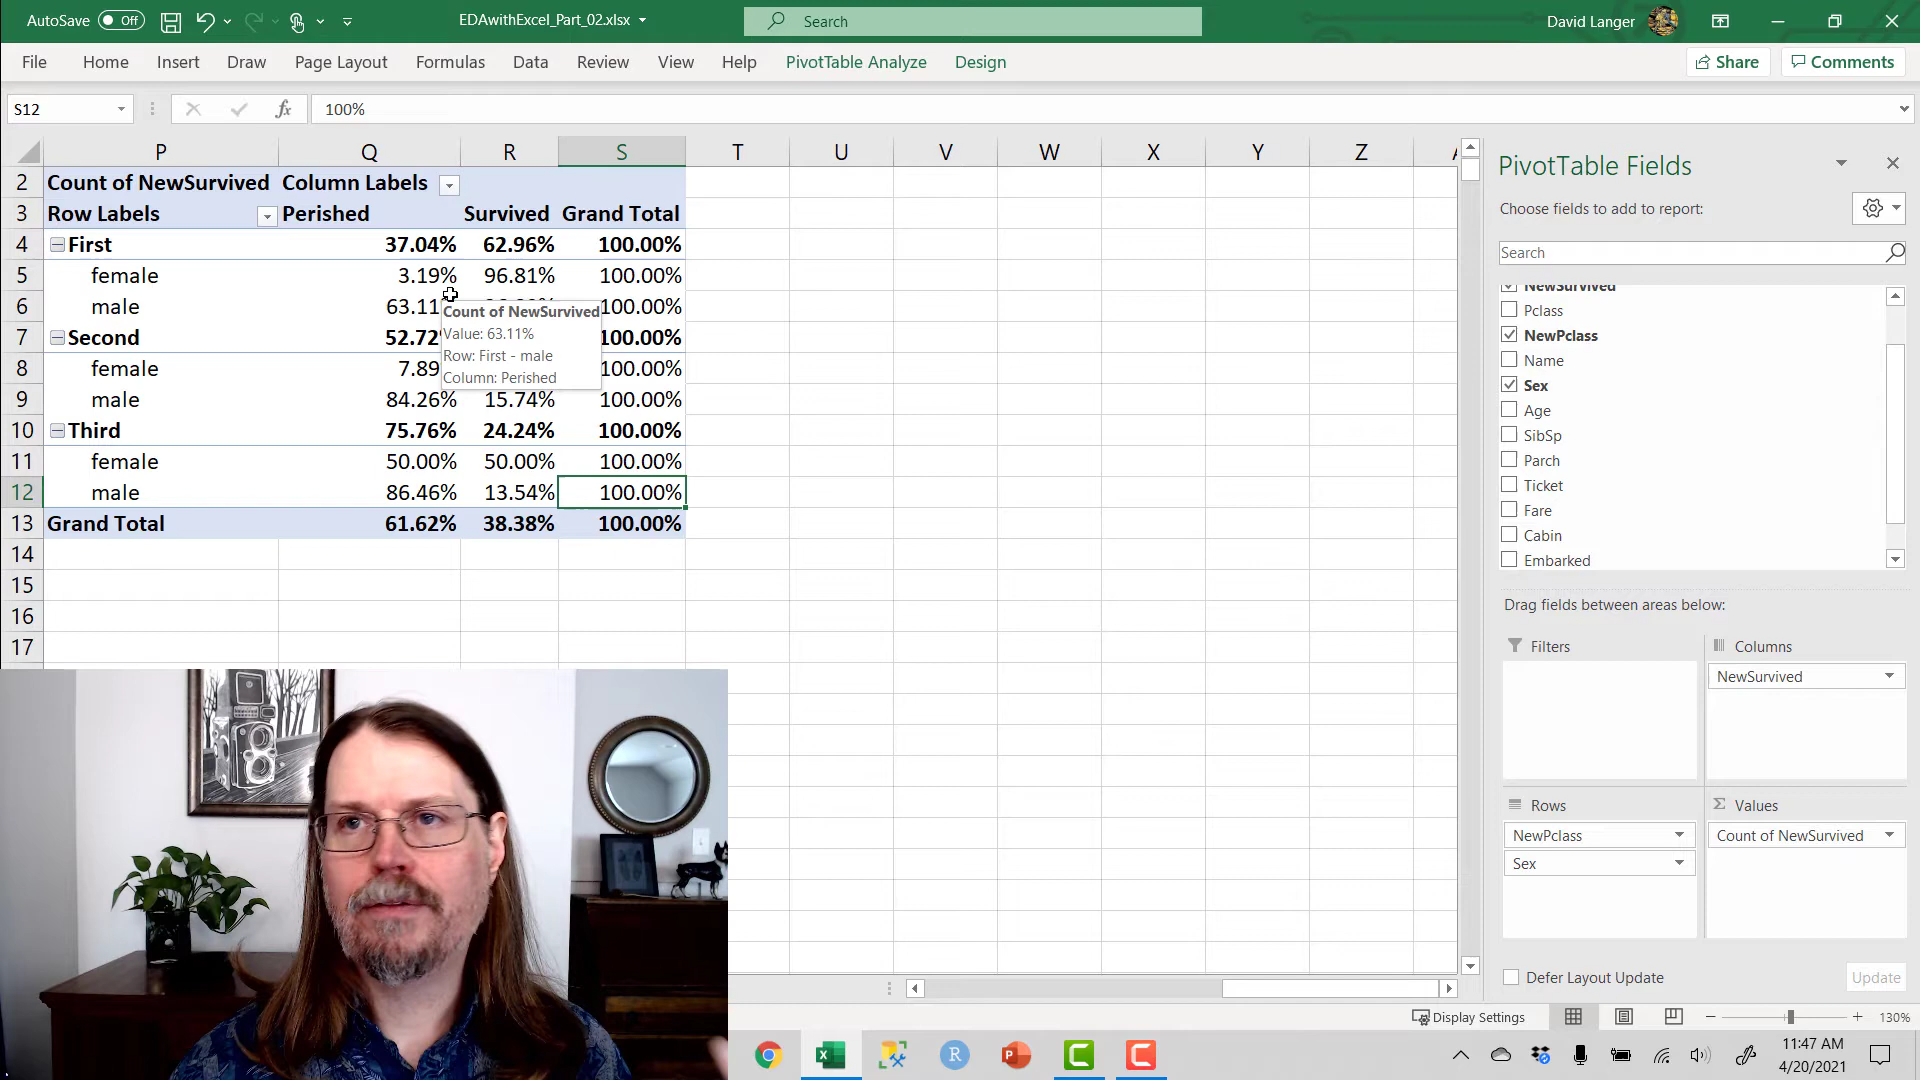 AutoSave Off EDAwithExcel_Part_02.xlsx Search David Langer
File Home Insert Draw Page Layout Formulas Data Review View Help PivotTable Analyze Design Share Comments
S12 fx 100%
P Q R S T U V W X Y Z
2 Count of NewSurvived Column Labels
3 Row Labels Perished Survived Grand Total
4 First 37.04% 62.96% 100.00%
5 female 3.19% 96.81% 100.00%
6 male 63.11 100.00%
7 Second 52.72 100.00%
8 female 7.89 100.00%
9 male 84.26% 15.74% 100.00%
10 Third 75.76% 24.24% 100.00%
11 female 50.00% 50.00% 100.00%
12 male 86.46% 13.54% 100.00%
13 Grand Total 61.62% 38.38% 100.00%
14
15
16
17
Count of NewSurvived
Value: 63.11%
Row: First - male
Column: Perished
PivotTable Fields
Choose fields to add to report:
Search
NewSurvived
Pclass
NewPclass
Name
Sex
Age
SibSp
Parch
Ticket
Fare
Cabin
Embarked
Drag fields between areas below:
Filters Columns
NewSurvived
Rows Σ Values
NewPclass Count of NewSurvived
Sex
Defer Layout Update Update
Display Settings 130%
11:47 AM
4/20/2021